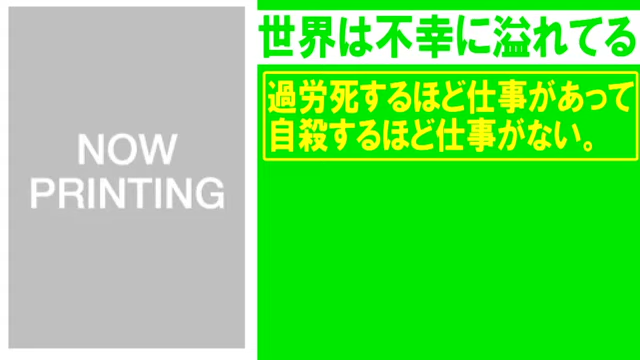 NOW
PRINTING
世界は不幸に溢れてる
過労死するほど仕事があって
自殺するほど仕事がない。